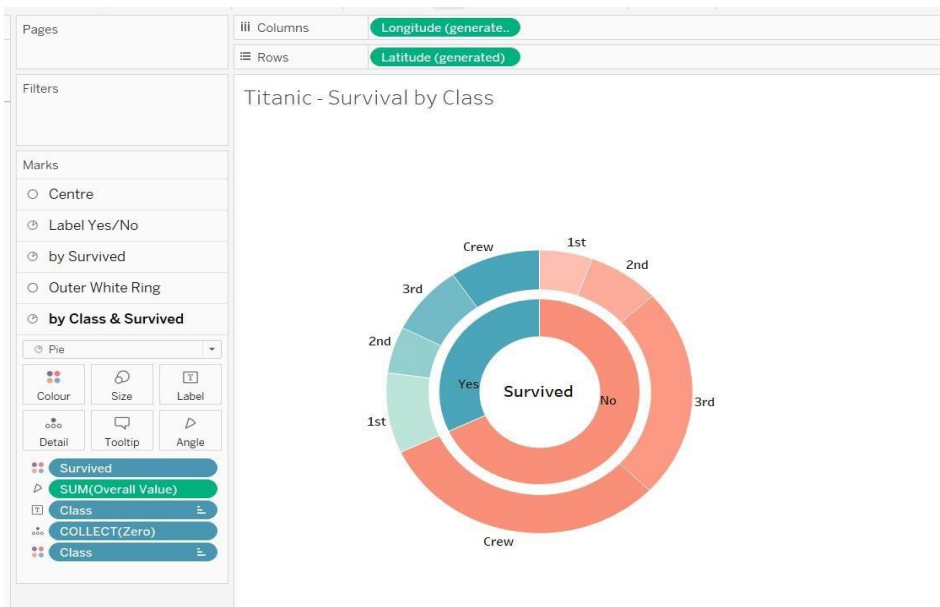 Pages
Columns
Longitude (generate..
Rows
Latitude (generated)
Filters
Titanic - Survival by Class
Marks
Centre
Label Yes/No
by Survived
Outer White Ring
by Class & Survived
Pie
Colour
Size
T
Label
Detail
Tooltip
Angle
Survived
SUM(Overall Value)
T
Class
COLLECT(Zero)
Class
Crew
1st
2nd
3rd
2nd
Yes
Survived
No
3rd
1st
Crew